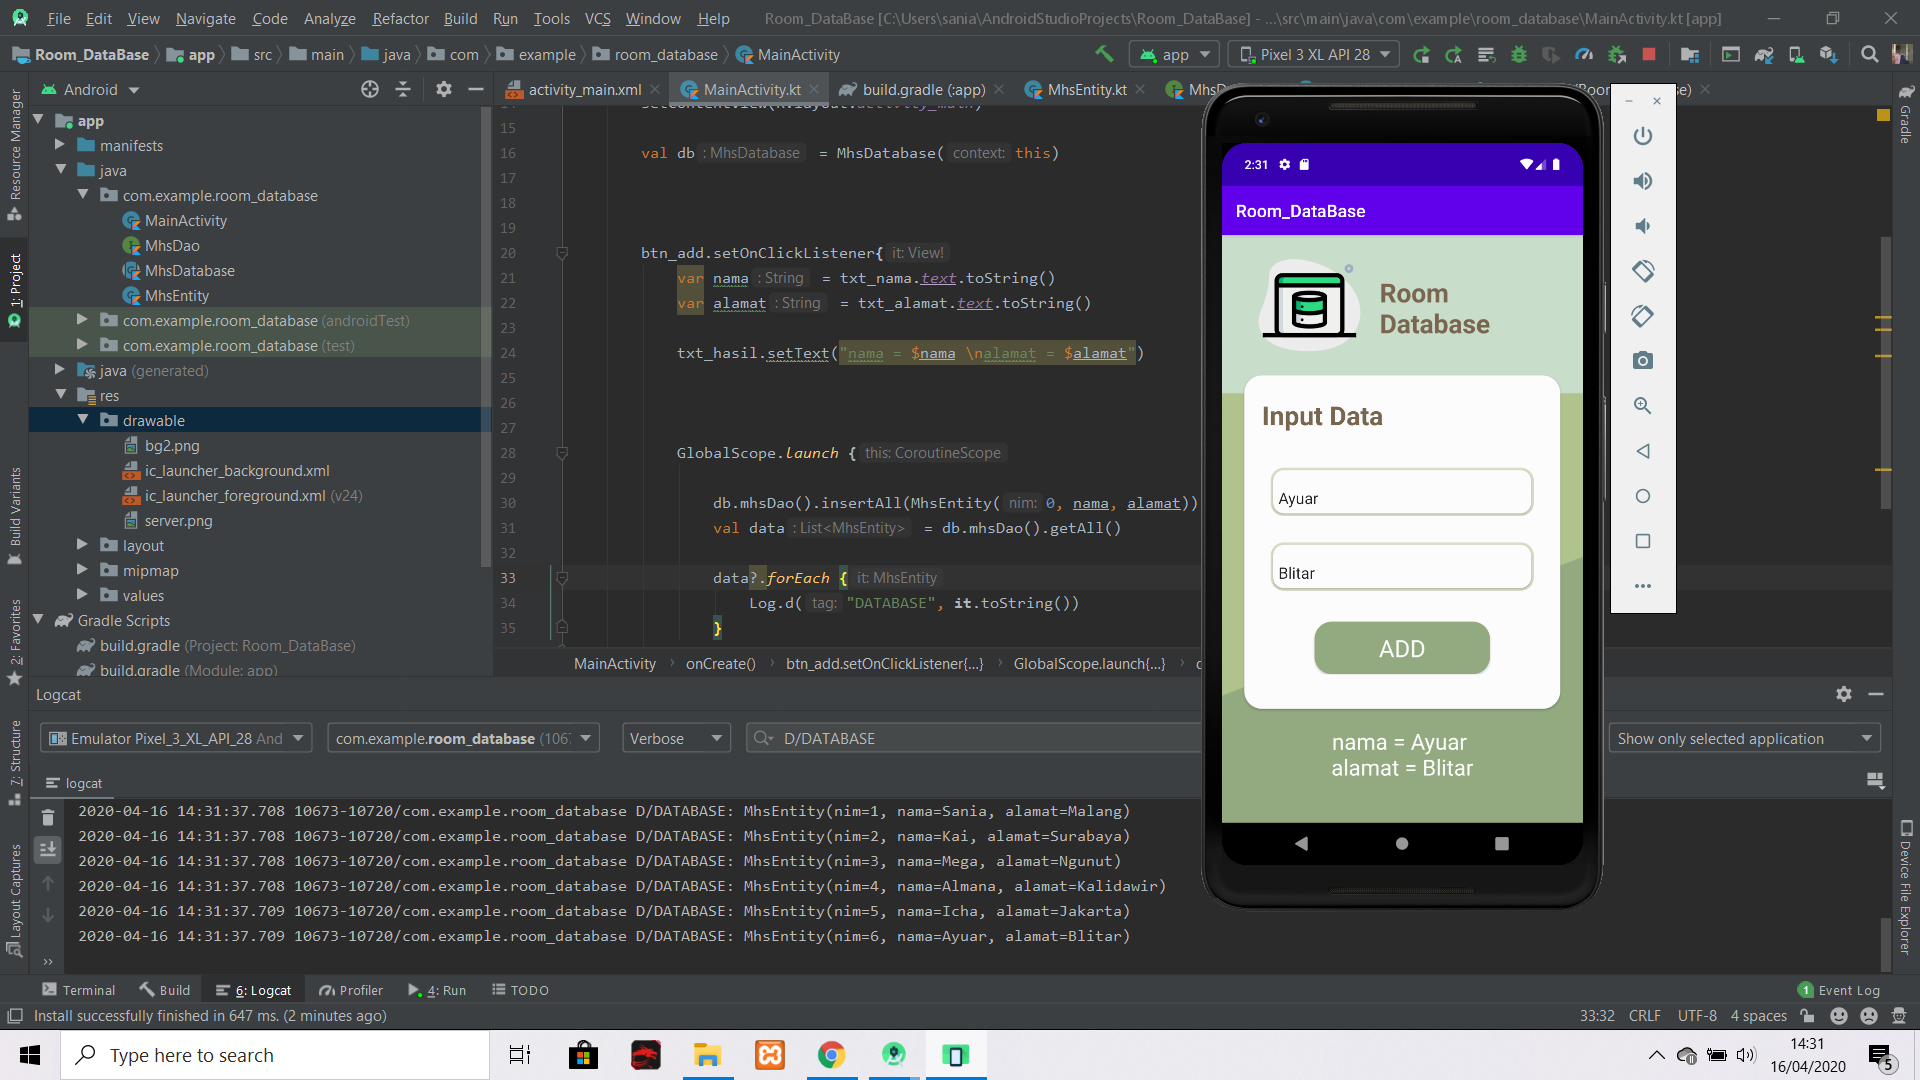 File Edit View Navigate Code Analyze Refactor Build Run Tools VCS Window Help Room_DataBase [C:\Users\sania\AndroidStudioProjects\Room_DataBase] - ...\src\main\java\com\example\room_database\MainActivity.kt [app]
Room_DataBase app src main java com example room_database MainActivity app Pixel 3 XL API 28
Android
activity_main.xml MainActivity.kt build.gradle (:app) MhsEntity.kt
Resource Manager
1: Project
Build Variants
2: Favorites
7: Structure
Layout Captures
app
manifests
java
com.example.room_database
MainActivity
MhsDao
MhsDatabase
MhsEntity
com.example.room_database (androidTest)
com.example.room_database (test)
java (generated)
res
drawable
bg2.png
ic_launcher_background.xml
ic_launcher_foreground.xml (v24)
server.png
layout
mipmap
values
Gradle Scripts
build.gradle (Project: Room_DataBase)
build.gradle (Module: app)
15
16 val db : MhsDatabase = MhsDatabase( context: this)
17
18
19
20 btn_add.setOnClickListener{ it: View!
21 var nama : String = txt_nama.text.toString()
22 var alamat : String = txt_alamat.text.toString()
23
24 txt_hasil.setText("nama = $nama \nalamat = $alamat")
25
26
27
28 GlobalScope.launch { this: CoroutineScope
29
30 db.mhsDao().insertAll(MhsEntity( nim: 0, nama, alamat))
31 val data : List<MhsEntity> = db.mhsDao().getAll()
32
33 data?.forEach { it: MhsEntity
34 Log.d( tag: "DATABASE", it.toString())
35 }
MainActivity onCreate() btn_add.setOnClickListener{...} GlobalScope.launch{...}
2:31
Room_DataBase
Room
Database
Input Data
Ayuar
Blitar
ADD
nama = Ayuar
alamat = Blitar
Gradle
Device File Explorer
Logcat
Emulator Pixel_3_XL_API_28 And com.example.room_database Verbose D/DATABASE Show only selected application
logcat
2020-04-16 14:31:37.708 10673-10720/com.example.room_database D/DATABASE: MhsEntity(nim=1, nama=Sania, alamat=Malang)
2020-04-16 14:31:37.708 10673-10720/com.example.room_database D/DATABASE: MhsEntity(nim=2, nama=Kai, alamat=Surabaya)
2020-04-16 14:31:37.708 10673-10720/com.example.room_database D/DATABASE: MhsEntity(nim=3, nama=Mega, alamat=Ngunut)
2020-04-16 14:31:37.708 10673-10720/com.example.room_database D/DATABASE: MhsEntity(nim=4, nama=Almana, alamat=Kalidawir)
2020-04-16 14:31:37.709 10673-10720/com.example.room_database D/DATABASE: MhsEntity(nim=5, nama=Icha, alamat=Jakarta)
2020-04-16 14:31:37.709 10673-10720/com.example.room_database D/DATABASE: MhsEntity(nim=6, nama=Ayuar, alamat=Blitar)
Terminal Build 6: Logcat Profiler 4: Run TODO 1 Event Log
Install successfully finished in 647 ms. (2 minutes ago) 33:32 CRLF UTF-8 4 spaces
Type here to search
14:31
16/04/2020
5